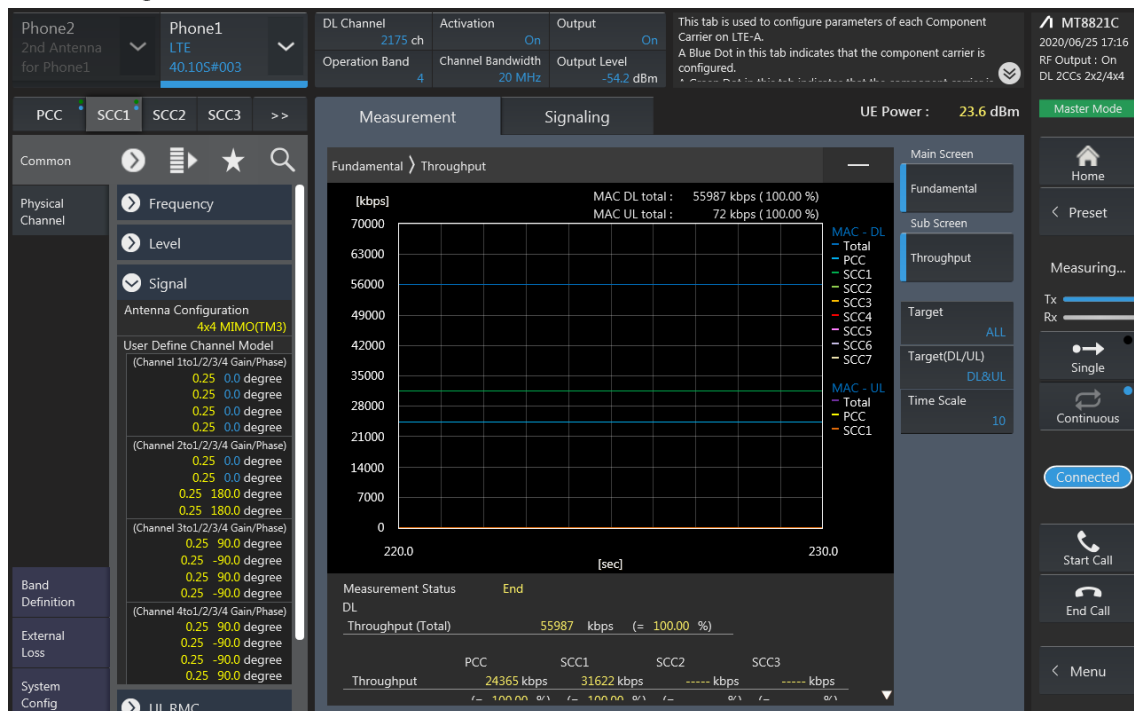 Phone2
2nd Antenna
for Phone1
Phone1
LTE
40.10S#003
DL Channel
2175 ch
Activation
On
Output
On
Operation Band
4
Channel Bandwidth
20 MHz
Output Level
-54.2 dBm
This tab is used to configure parameters of each Component
Carrier on LTE-A.
A Blue Dot in this tab indicates that the component carrier is
configured.
MT8821C
2020/06/25 17:16
RF Output : On
DL 2CCs 2x2/4x4
PCC
SCC1
SCC2
SCC3
>>
Measurement
Signaling
UE Power : 23.6 dBm
Master Mode
Common
Physical
Channel
Frequency
Level
Signal
Antenna Configuration
4x4 MIMO(TM3)
User Define Channel Model
(Channel 1to1/2/3/4 Gain/Phase)
0.25 0.0 degree
0.25 0.0 degree
0.25 0.0 degree
0.25 0.0 degree
(Channel 2to1/2/3/4 Gain/Phase)
0.25 0.0 degree
0.25 0.0 degree
0.25 180.0 degree
0.25 180.0 degree
(Channel 3to1/2/3/4 Gain/Phase)
0.25 90.0 degree
0.25 -90.0 degree
0.25 90.0 degree
0.25 -90.0 degree
(Channel 4to1/2/3/4 Gain/Phase)
0.25 90.0 degree
0.25 -90.0 degree
0.25 -90.0 degree
0.25 90.0 degree
UL RMC
Band
Definition
External
Loss
System
Config
Fundamental > Throughput
[kbps]
MAC DL total : 55987 kbps ( 100.00 %)
MAC UL total : 72 kbps ( 100.00 %)
70000
63000
56000
49000
42000
35000
28000
21000
14000
7000
0
220.0
230.0
[sec]
MAC - DL
Total
PCC
SCC1
SCC2
SCC3
SCC4
SCC5
SCC6
SCC7
MAC - UL
Total
PCC
SCC1
Measurement Status End
DL
Throughput (Total) 55987 kbps (= 100.00 %)
PCC SCC1 SCC2 SCC3
Throughput 24365 kbps 31622 kbps ----- kbps ----- kbps
(= 100.00 %) (= 100.00 %) (= %) (= %)
Main Screen
Fundamental
Sub Screen
Throughput
Target
ALL
Target(DL/UL)
DL&UL
Time Scale
10
Home
< Preset
Measuring...
Tx
Rx
Single
Continuous
Connected
Start Call
End Call
< Menu